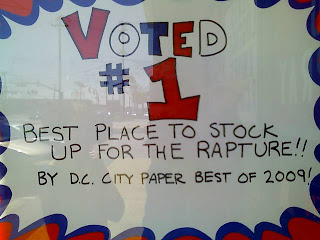 VOTED
#1
BEST PLACE TO STOCK
UP FOR THE RAPTURE!!
BY D.C. CITY PAPER BEST OF 2009!